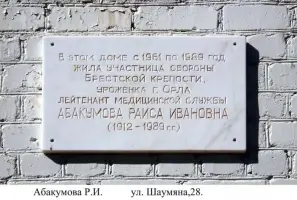 В этом доме с 1961 по 1989 год
жила участница обороны
Брестской крепости,
уроженка г. Орла
лейтенант медицинской службы
АБАКУМОВА РАИСА ИВАНОВНА
(1912 - 1989 гг.)
Абакумова Р.И. ул. Шаумяна,28.